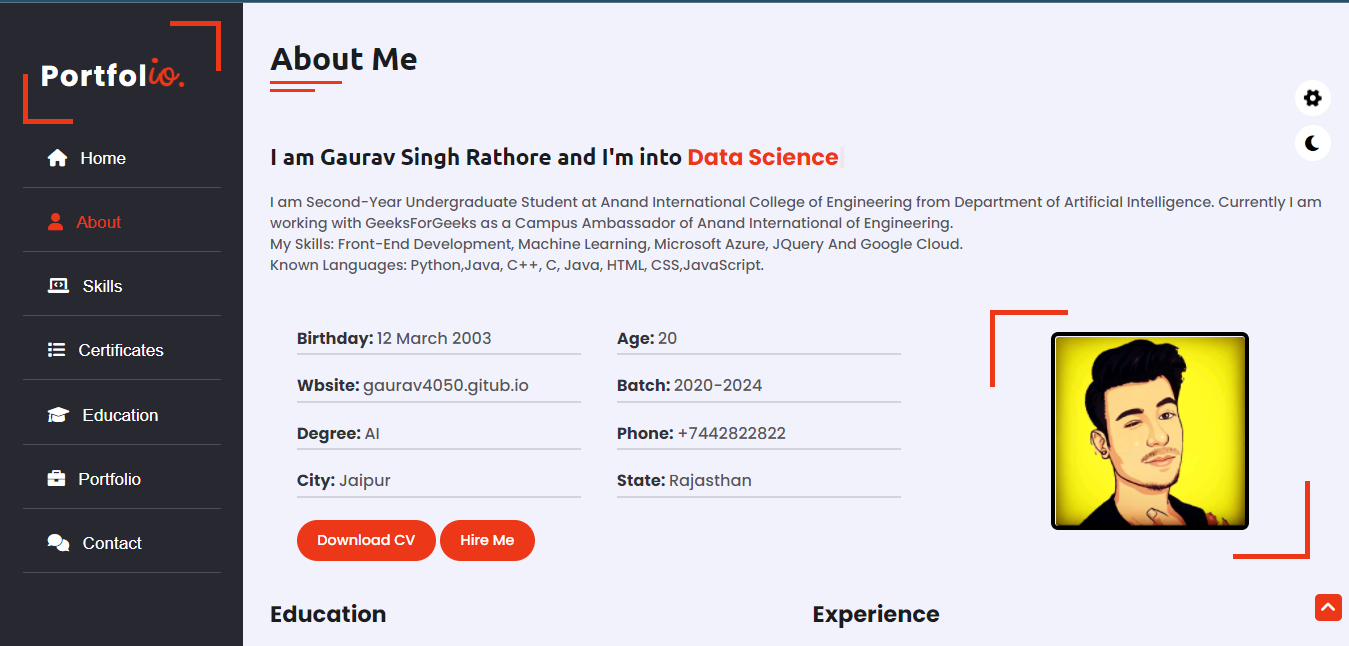 Portfolio.
Home
About
Skills
Certificates
Education
Portfolio
Contact
About Me
I am Gaurav Singh Rathore and I'm into Data Science
I am Second-Year Undergraduate Student at Anand International College of Engineering from Department of Artificial Intelligence. Currently I am
working with GeeksForGeeks as a Campus Ambassador of Anand International of Engineering.
My Skills: Front-End Development, Machine Learning, Microsoft Azure, JQuery And Google Cloud.
Known Languages: Python,Java, C++, C, Java, HTML, CSS,JavaScript.
Birthday: 12 March 2003
Age: 20
Wbsite: gaurav4050.gitub.io
Batch: 2020-2024
Degree: AI
Phone: +7442822822
City: Jaipur
State: Rajasthan
Download CV
Hire Me
Education
Experience